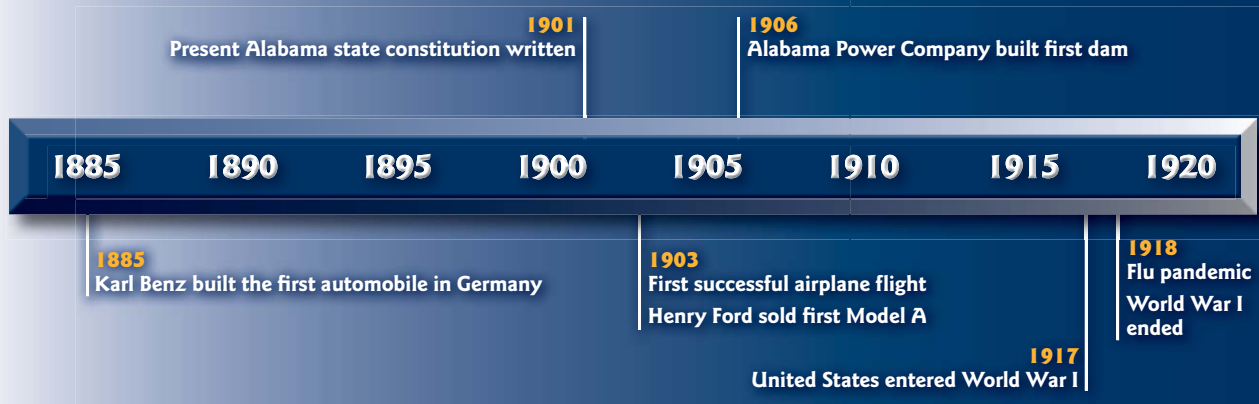 1901
Present Alabama state constitution written
1906
Alabama Power Company built first dam
1885 1890 1895 1900 1905 1910 1915 1920
1885
Karl Benz built the first automobile in Germany
1903
First successful airplane flight
Henry Ford sold first Model A
1917
United States entered World War I
1918
Flu pandemic
World War I
ended